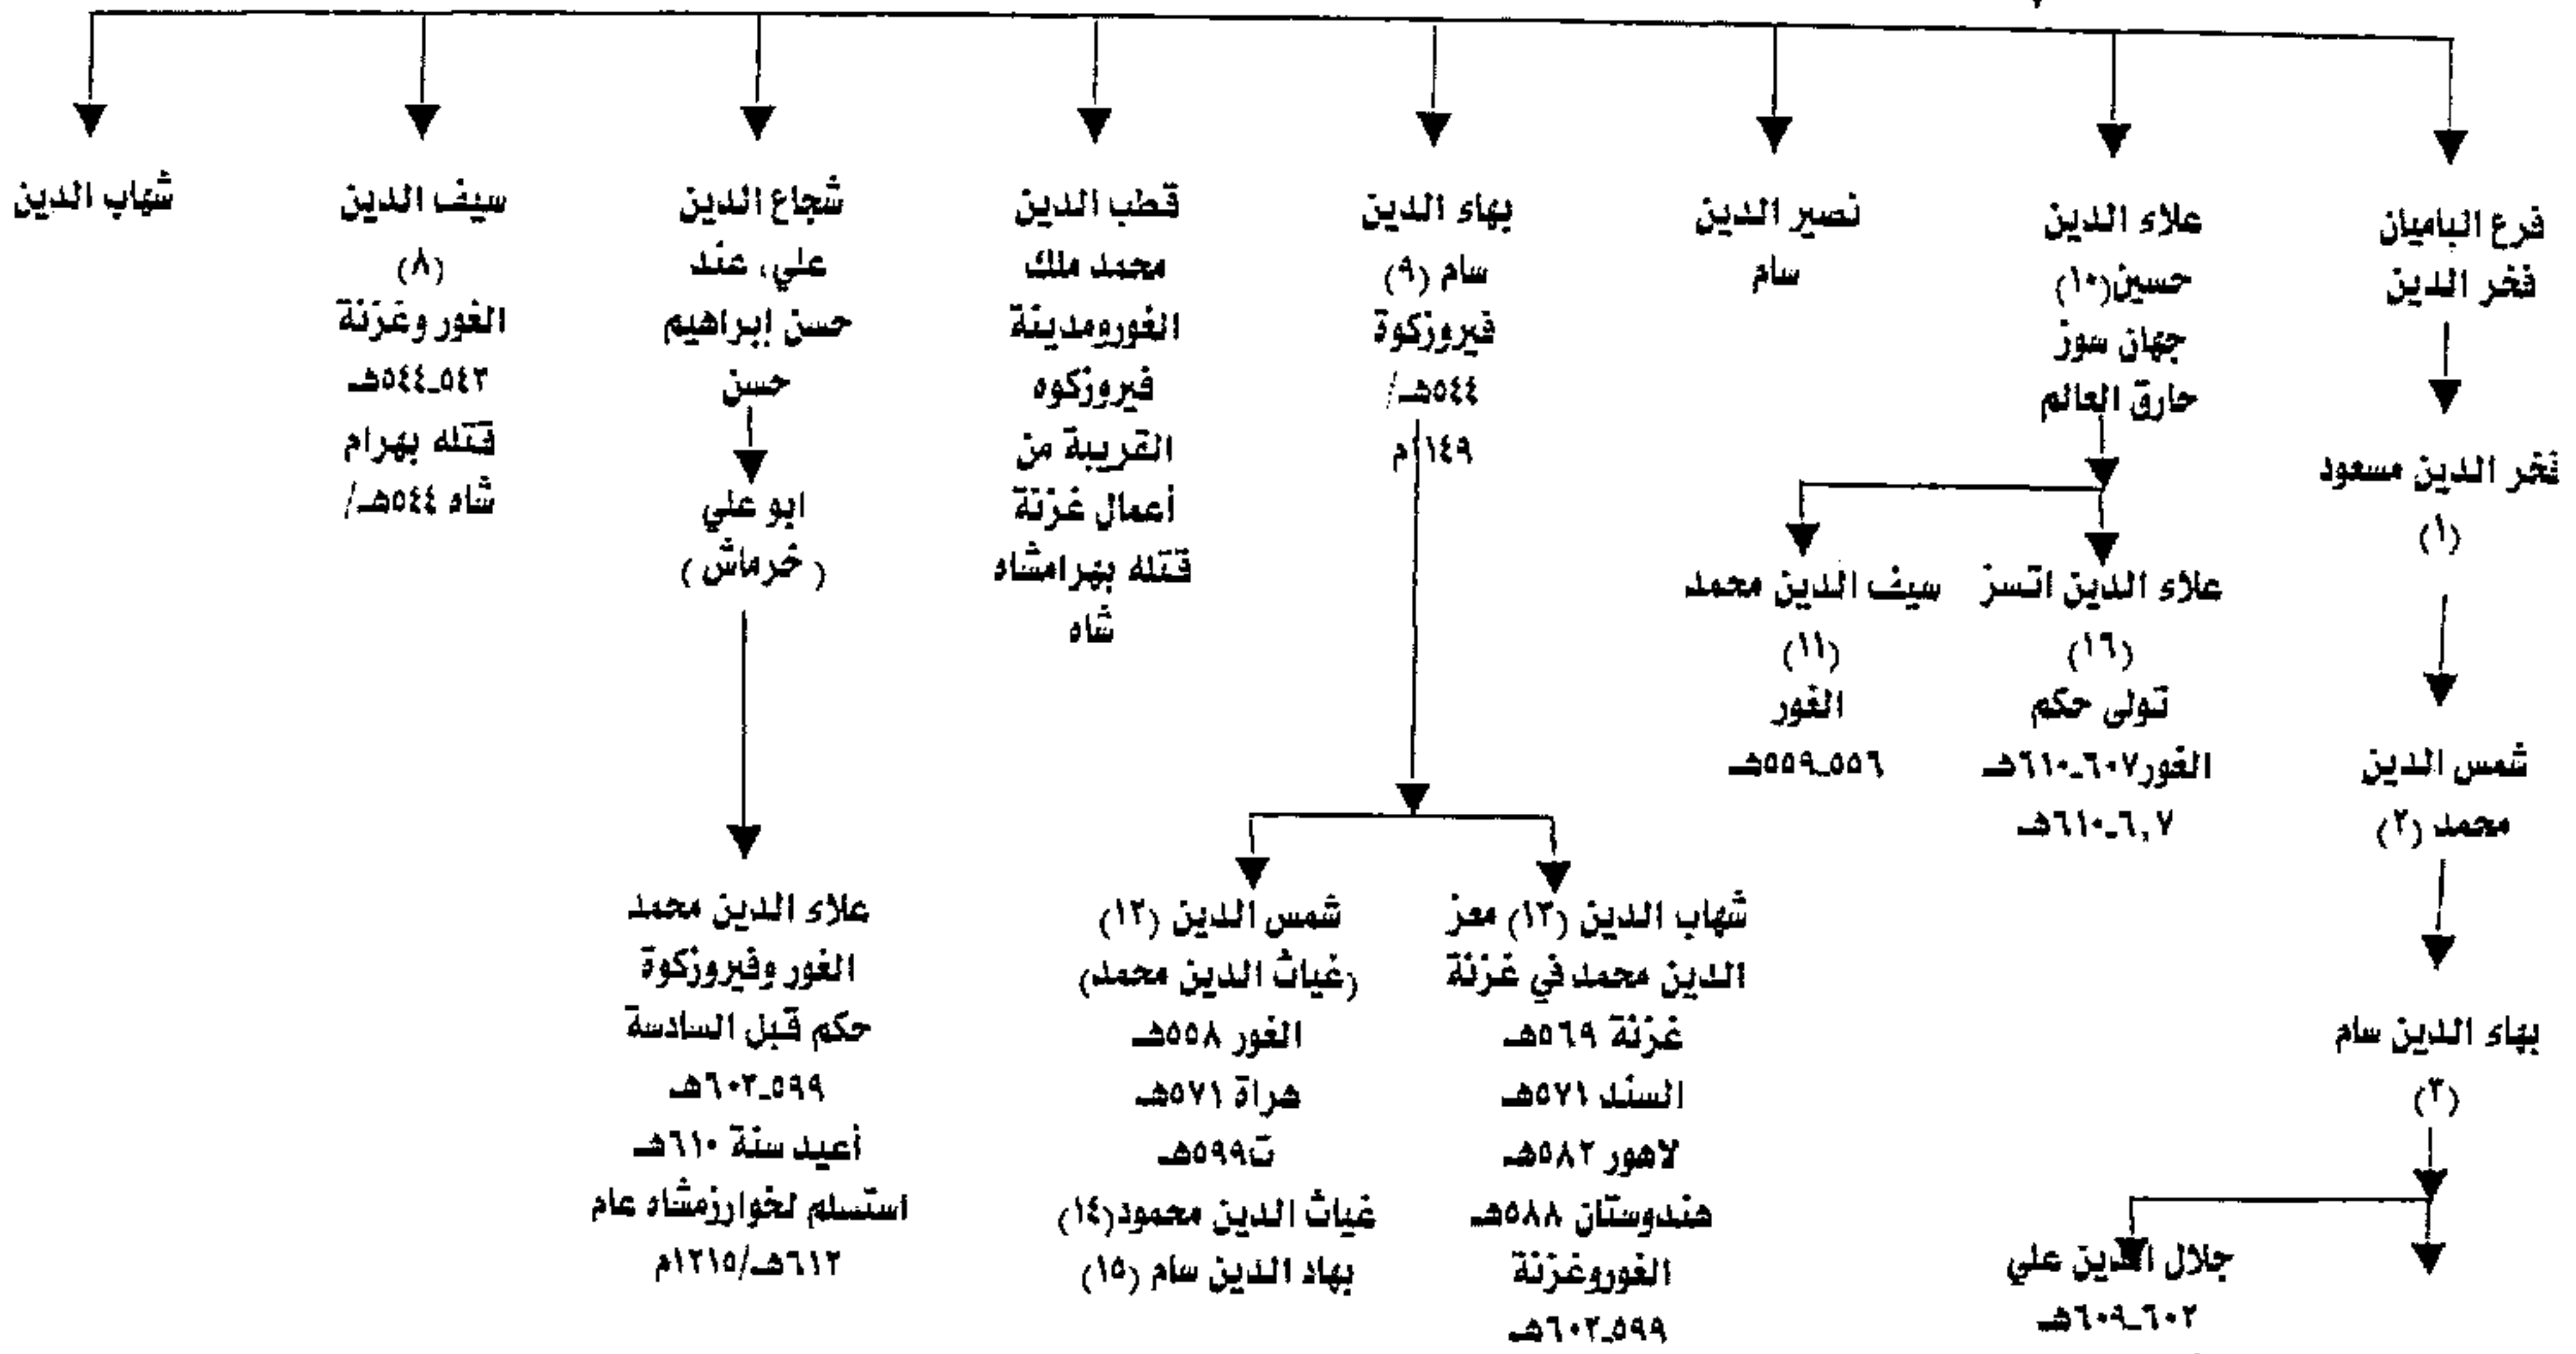 فرع الباميان
فخر الدين
فخر الدين مسعود
(١)
شمس الدين
محمد (٢)
بهاء الدين سام
(٣)
جلال الدين علي
٦٠٢ـ٦٠٩هـ
علاء الدين
حسين(١٠)
جهان سوز
حارق العالم
علاء الدين اتسز
(١٦)
تولى حكم
الغور٦٠٧ـ٦١٠هـ
٦,٧ـ٦١٠هـ
سيف الدين محمد
(١١)
الغور
٥٥٦ـ٥٥٩هـ
نصير الدين
سام
بهاء الدين
سام (٩)
فيروزكوة
٥٤٤هـ/
١١٤٩م
شهاب الدين (١٣) معز
الدين محمد في غزنة
غزنة ٥٦٩هـ
السند ٥٧١هـ
لاهور ٥٨٢هـ
هندوستان ٥٨٨هـ
الغوروغزنة
٥٩٩ـ٦٠٢هـ
شمس الدين (١٢)
(غياث الدين محمد)
الغور ٥٥٨هـ
هراة ٥٧١هـ
ت٥٩٩هـ
غياث الدين محمود(١٤)
بهاد الدين سام (١٥)
قطب الدين
محمد ملك
الغورومدينة
فيروزكوه
القريبة من
أعمال غزنة
قتله بهرامشاه
شاه
شجاع الدين
علي، عند
حسن إبراهيم
حسن
ابو علي
(خرماش)
علاء الدين محمد
الغور وفيروزكوة
حكم قبل السادسة
٥٩٩ـ٦٠٢هـ
أعيد سنة ٦١٠هـ
استسلم لخوارزمشاه عام
٦١٢هـ/١٢١٥م
سيف الدين
(٨)
الغور وغزنة
٥٤٣ـ٥٤٤هـ
قتله بهرام
شاه ٥٤٤هـ/
شهاب الدين